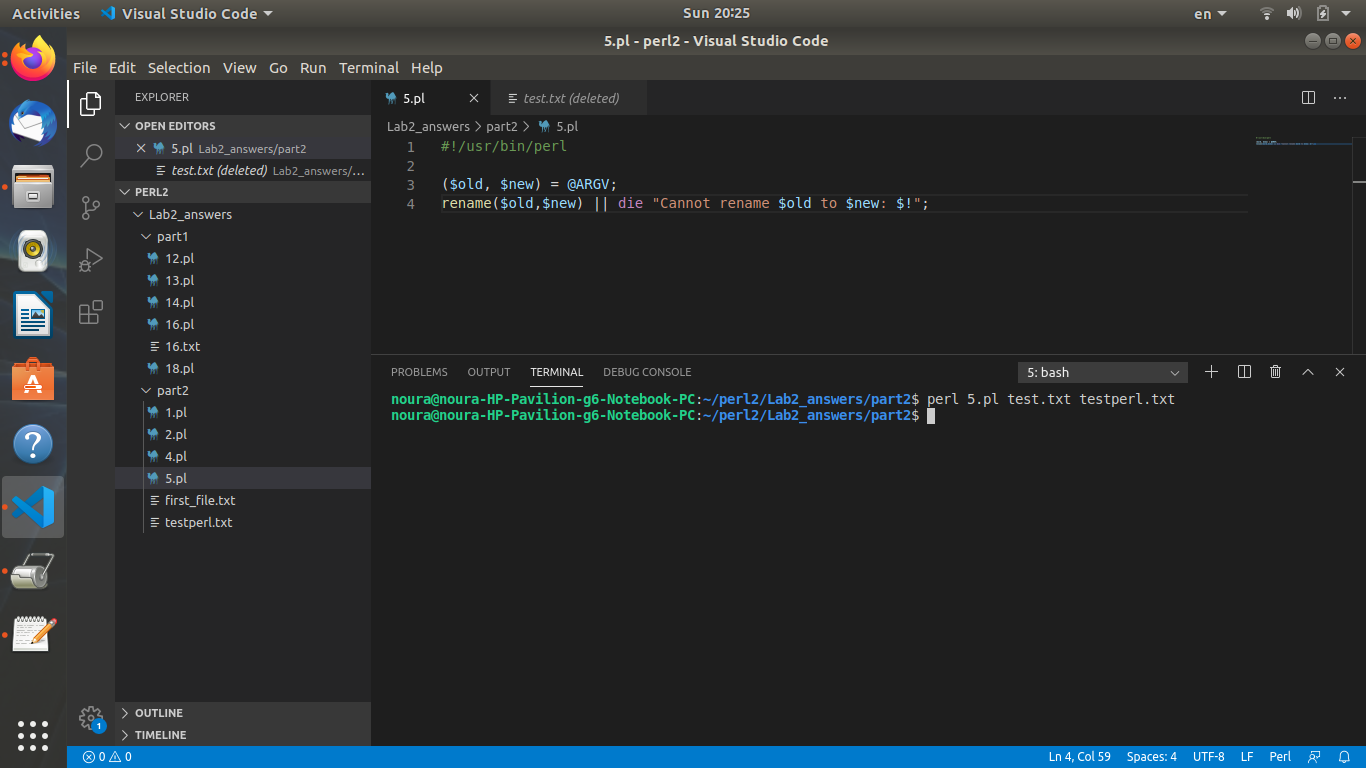 Activities Visual Studio Code Sun 20:25 en
5.pl - perl2 - Visual Studio Code
File Edit Selection View Go Run Terminal Help
EXPLORER
OPEN EDITORS
5.pl Lab2_answers/part2
test.txt (deleted) Lab2_answers/...
PERL2
Lab2_answers
part1
12.pl
13.pl
14.pl
16.pl
16.txt
18.pl
part2
1.pl
2.pl
4.pl
5.pl
first_file.txt
testperl.txt
OUTLINE
TIMELINE
1
5.pl test.txt (deleted)
Lab2_answers > part2 > 5.pl
1 #!/usr/bin/perl
2
3 ($old, $new) = @ARGV;
4 rename($old,$new) || die "Cannot rename $old to $new: $!";
PROBLEMS OUTPUT TERMINAL DEBUG CONSOLE 5: bash
noura@noura-HP-Pavilion-g6-Notebook-PC:~/perl2/Lab2_answers/part2$ perl 5.pl test.txt testperl.txt
noura@noura-HP-Pavilion-g6-Notebook-PC:~/perl2/Lab2_answers/part2$
0 0 Ln 4, Col 59 Spaces: 4 UTF-8 LF Perl